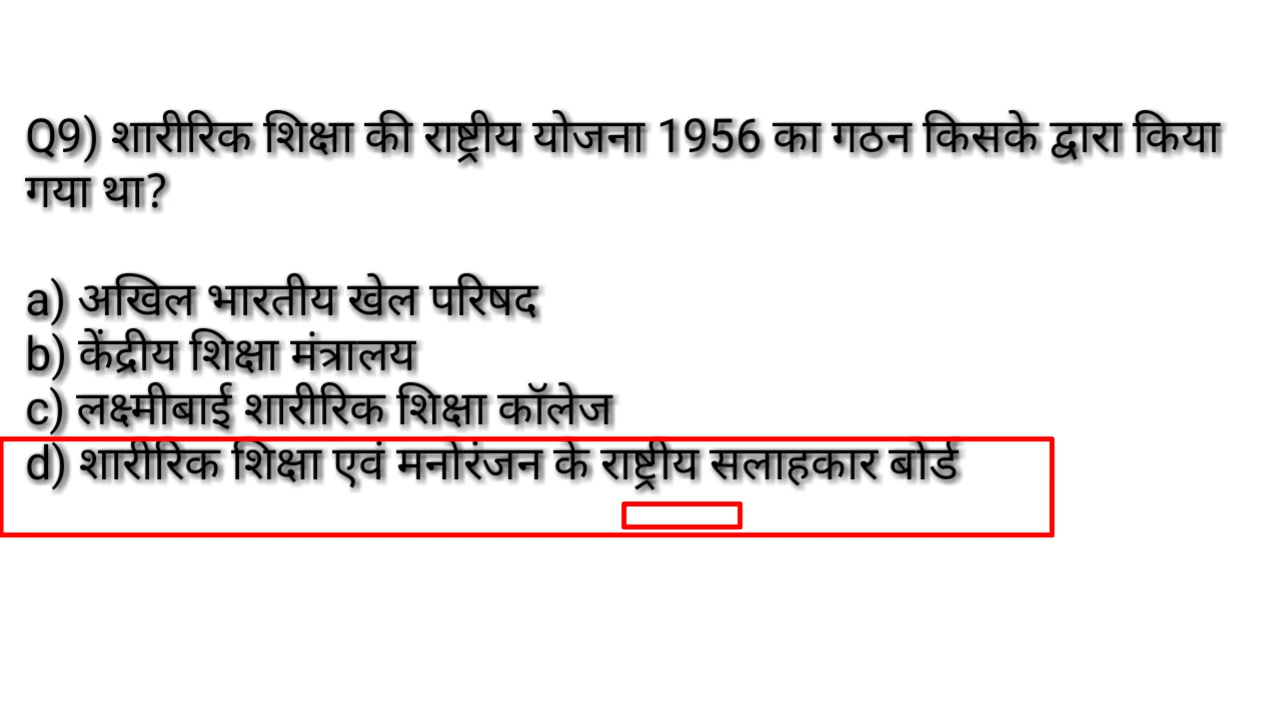 Q9) शारीरिक शिक्षा की राष्ट्रीय योजना 1956 का गठन किसके द्वारा किया
गया था?
a) अखिल भारतीय खेल परिषद
b) केंद्रीय शिक्षा मंत्रालय
c) लक्ष्मीबाई शारीरिक शिक्षा कॉलेज
d) शारीरिक शिक्षा एवं मनोरंजन के राष्ट्रीय सलाहकार बोर्ड